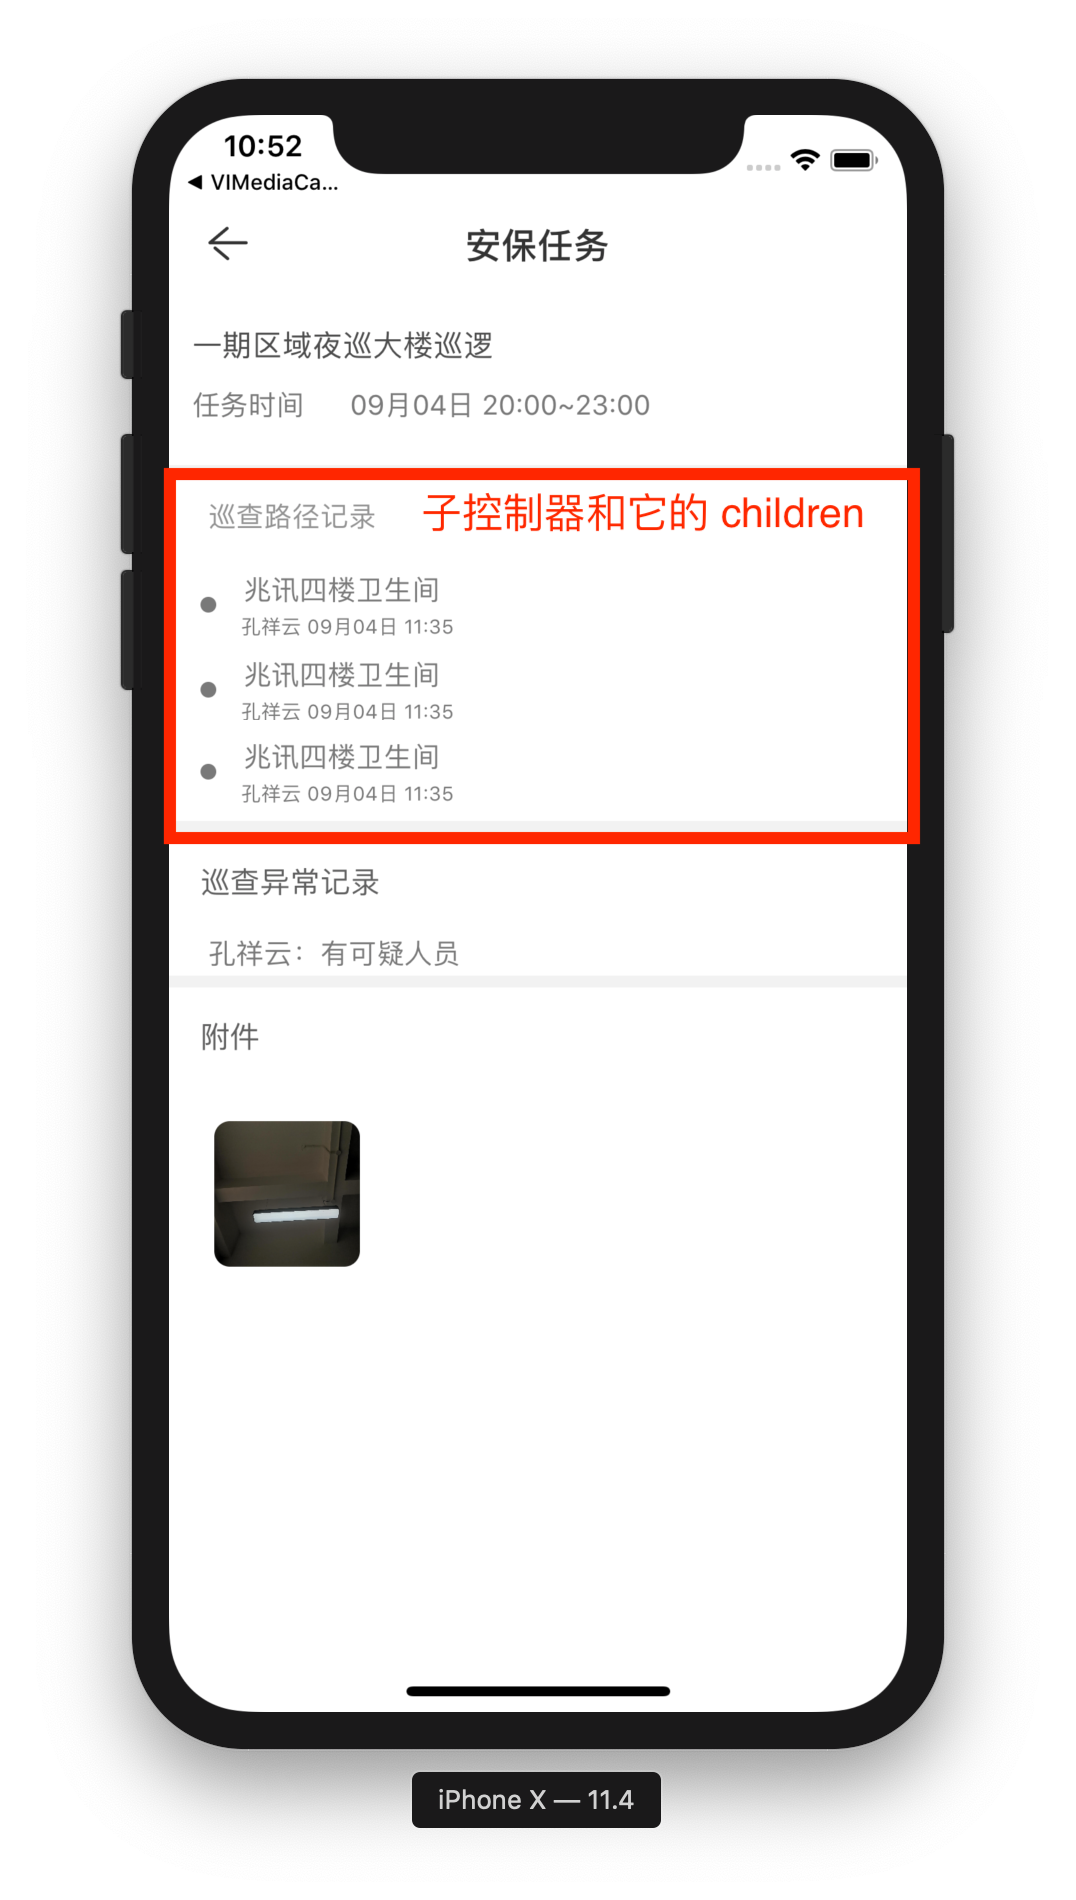 10:52
◀ VIMediaCa...
安保任务
一期区域夜巡大楼巡逻
任务时间 09月04日 20:00~23:00
巡查路径记录 子控制器和它的 children
兆讯四楼卫生间
孔祥云 09月04日 11:35
兆讯四楼卫生间
孔祥云 09月04日 11:35
兆讯四楼卫生间
孔祥云 09月04日 11:35
巡查异常记录
孔祥云：有可疑人员
附件
iPhone X — 11.4